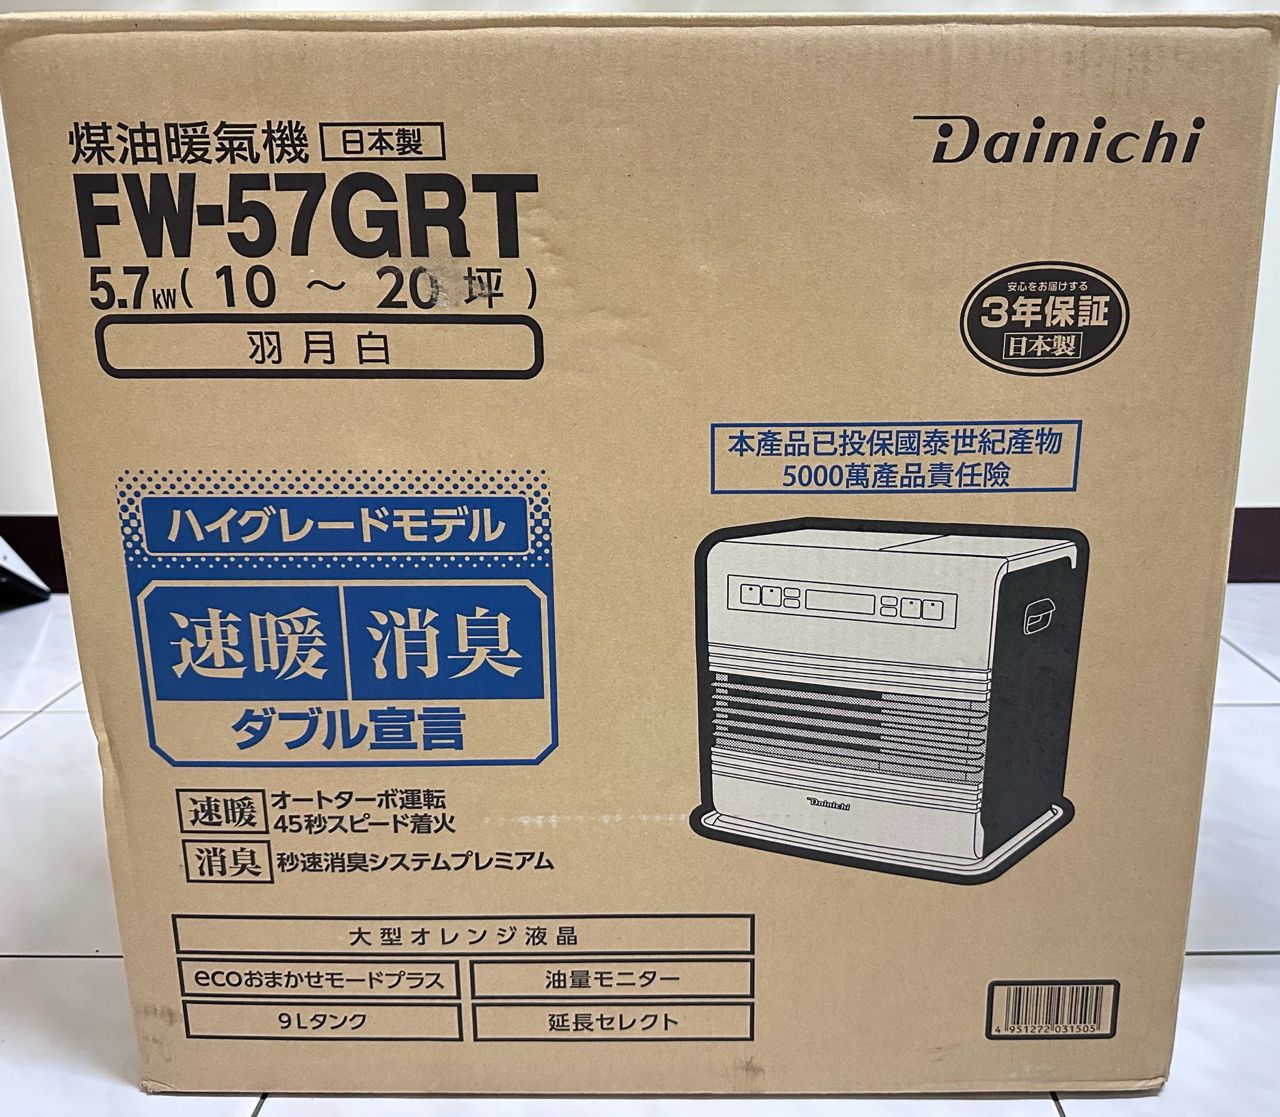 煤油暖氣機 日本製
Dainichi
FW-57GRT
5.7kW( 10 ～ 20 坪 )
羽月白
安心をお届けする
3年保証
日本製
本產品已投保國泰世紀產物
5000萬產品責任險
ハイグレードモデル
速暖 消臭
ダブル宣言
速暖 オートターボ運転
45秒スピード着火
消臭 秒速消臭システムプレミアム
Dainichi
大型オレンジ液晶
ecoおまかせモードプラス 油量モニター
9Lタンク 延長セレクト
4 951272 031505